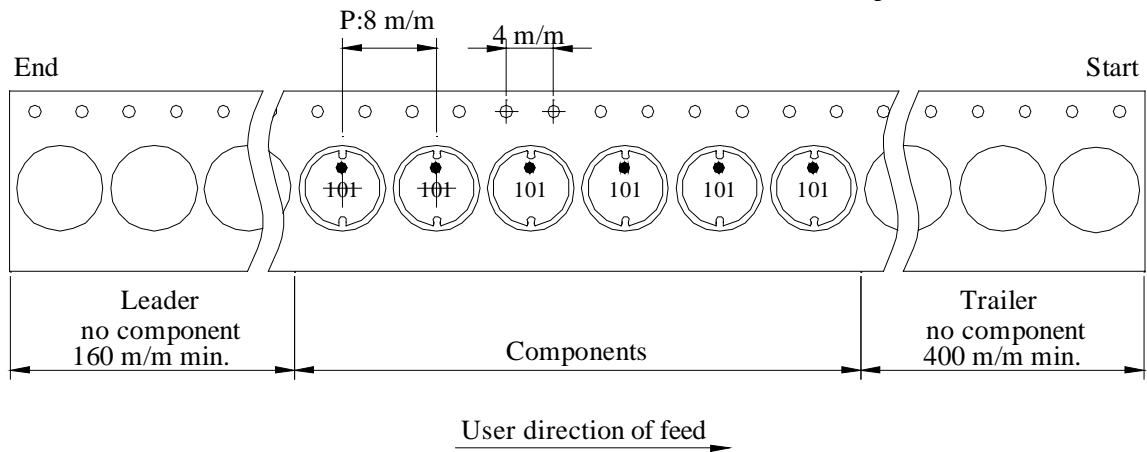 P:8 m/m
4 m/m
End
Start
101
101
101
101
101
101
Leader
no component
160 m/m min.
Components
Trailer
no component
400 m/m min.
User direction of feed